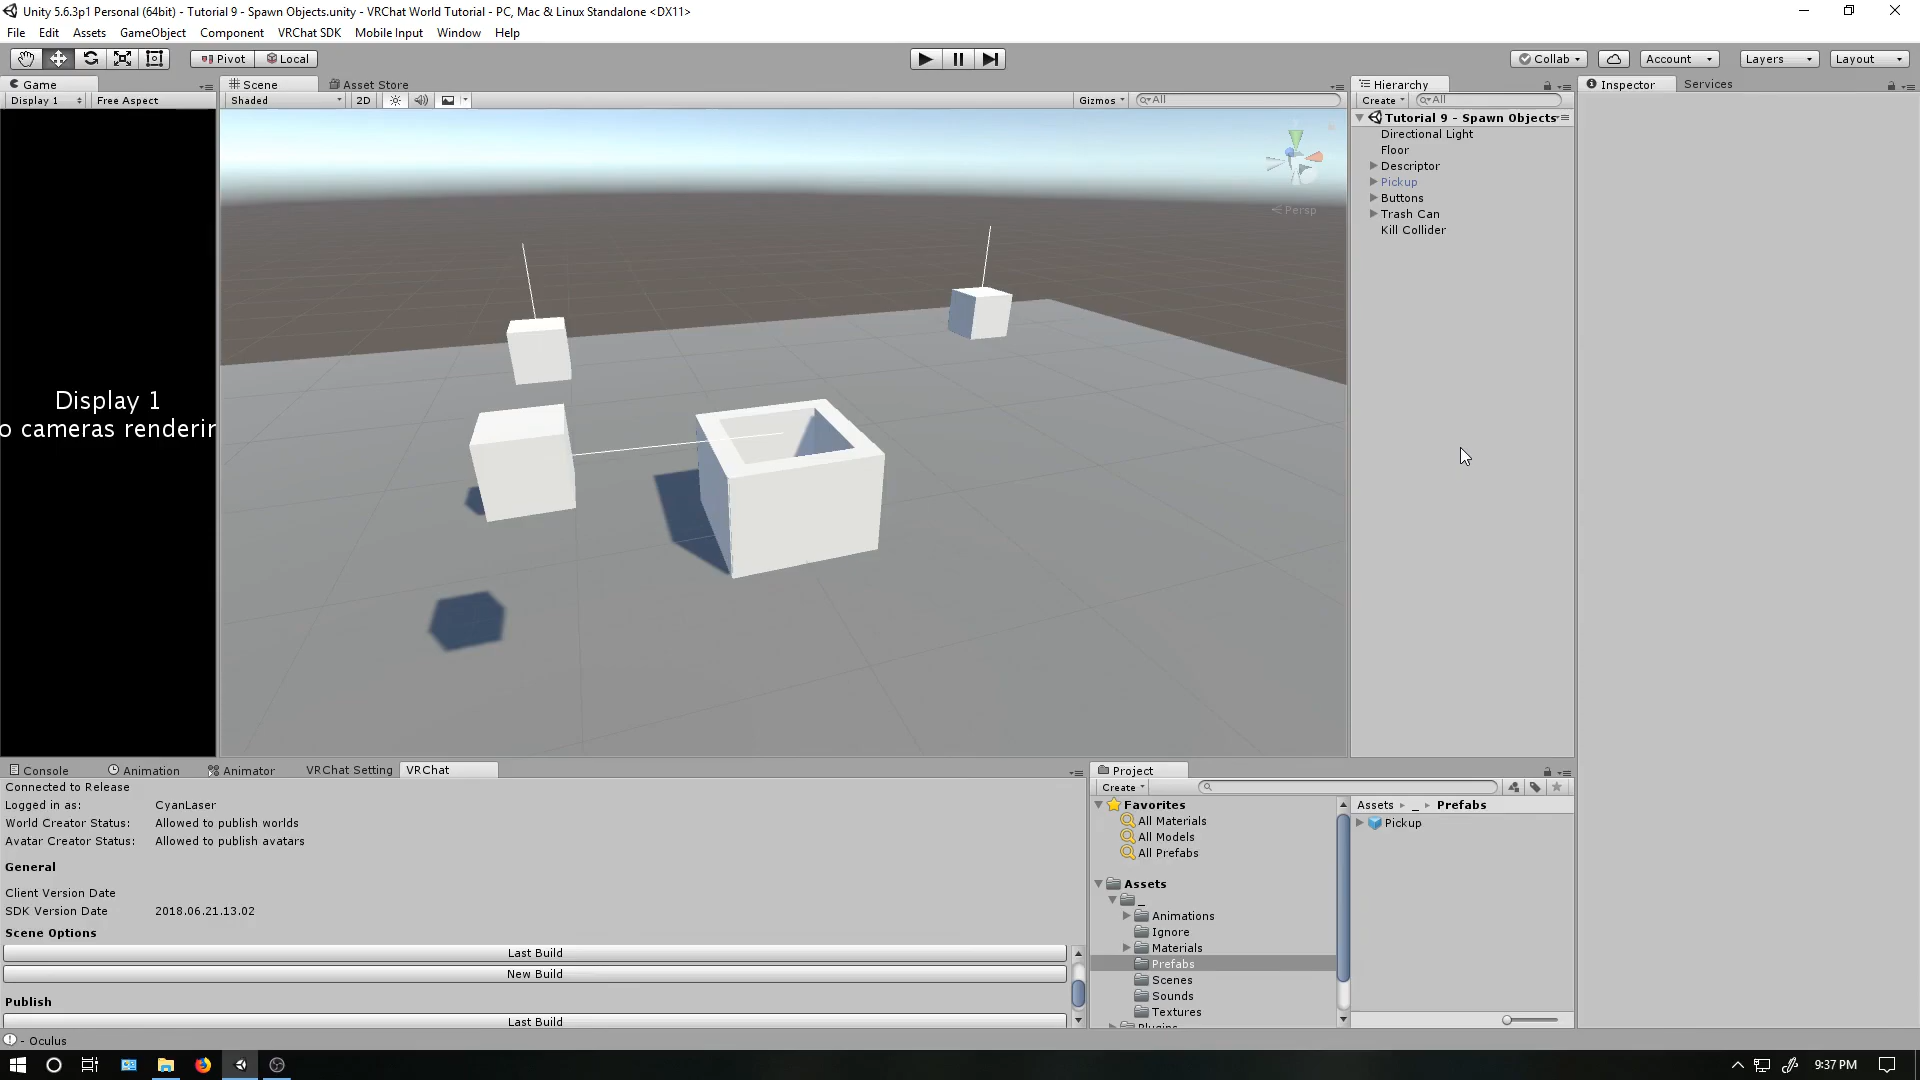 Unity 5.6.3p1 Personal (64bit) - Tutorial 9 - Spawn Objects.unity - VRChat World Tutorial - PC, Mac & Linux Standalone <DX11>
File Edit Assets GameObject Component VRChat SDK Mobile Input Window Help
Pivot Local Collab Account Layers Layout
Game Scene Asset Store Hierarchy Inspector Services
Display 1 Free Aspect Shaded 2D Gizmos All Create All
Tutorial 9 - Spawn Objects
Directional Light
Floor
Descriptor
Pickup
Buttons
Trash Can
Kill Collider
Persp
Display 1
o cameras renderin
Console Animation Animator VRChat Setting VRChat
Connected to Release
Logged in as: CyanLaser
World Creator Status: Allowed to publish worlds
Avatar Creator Status: Allowed to publish avatars
General
Client Version Date
SDK Version Date 2018.06.21.13.02
Scene Options
Last Build
New Build
Publish
Last Build
Project
Create
Favorites
All Materials
All Models
All Prefabs
Assets
_
Animations
Ignore
Materials
Prefabs
Scenes
Sounds
Textures
Plugins
Assets _ Prefabs
Pickup
- Oculus
9:37 PM